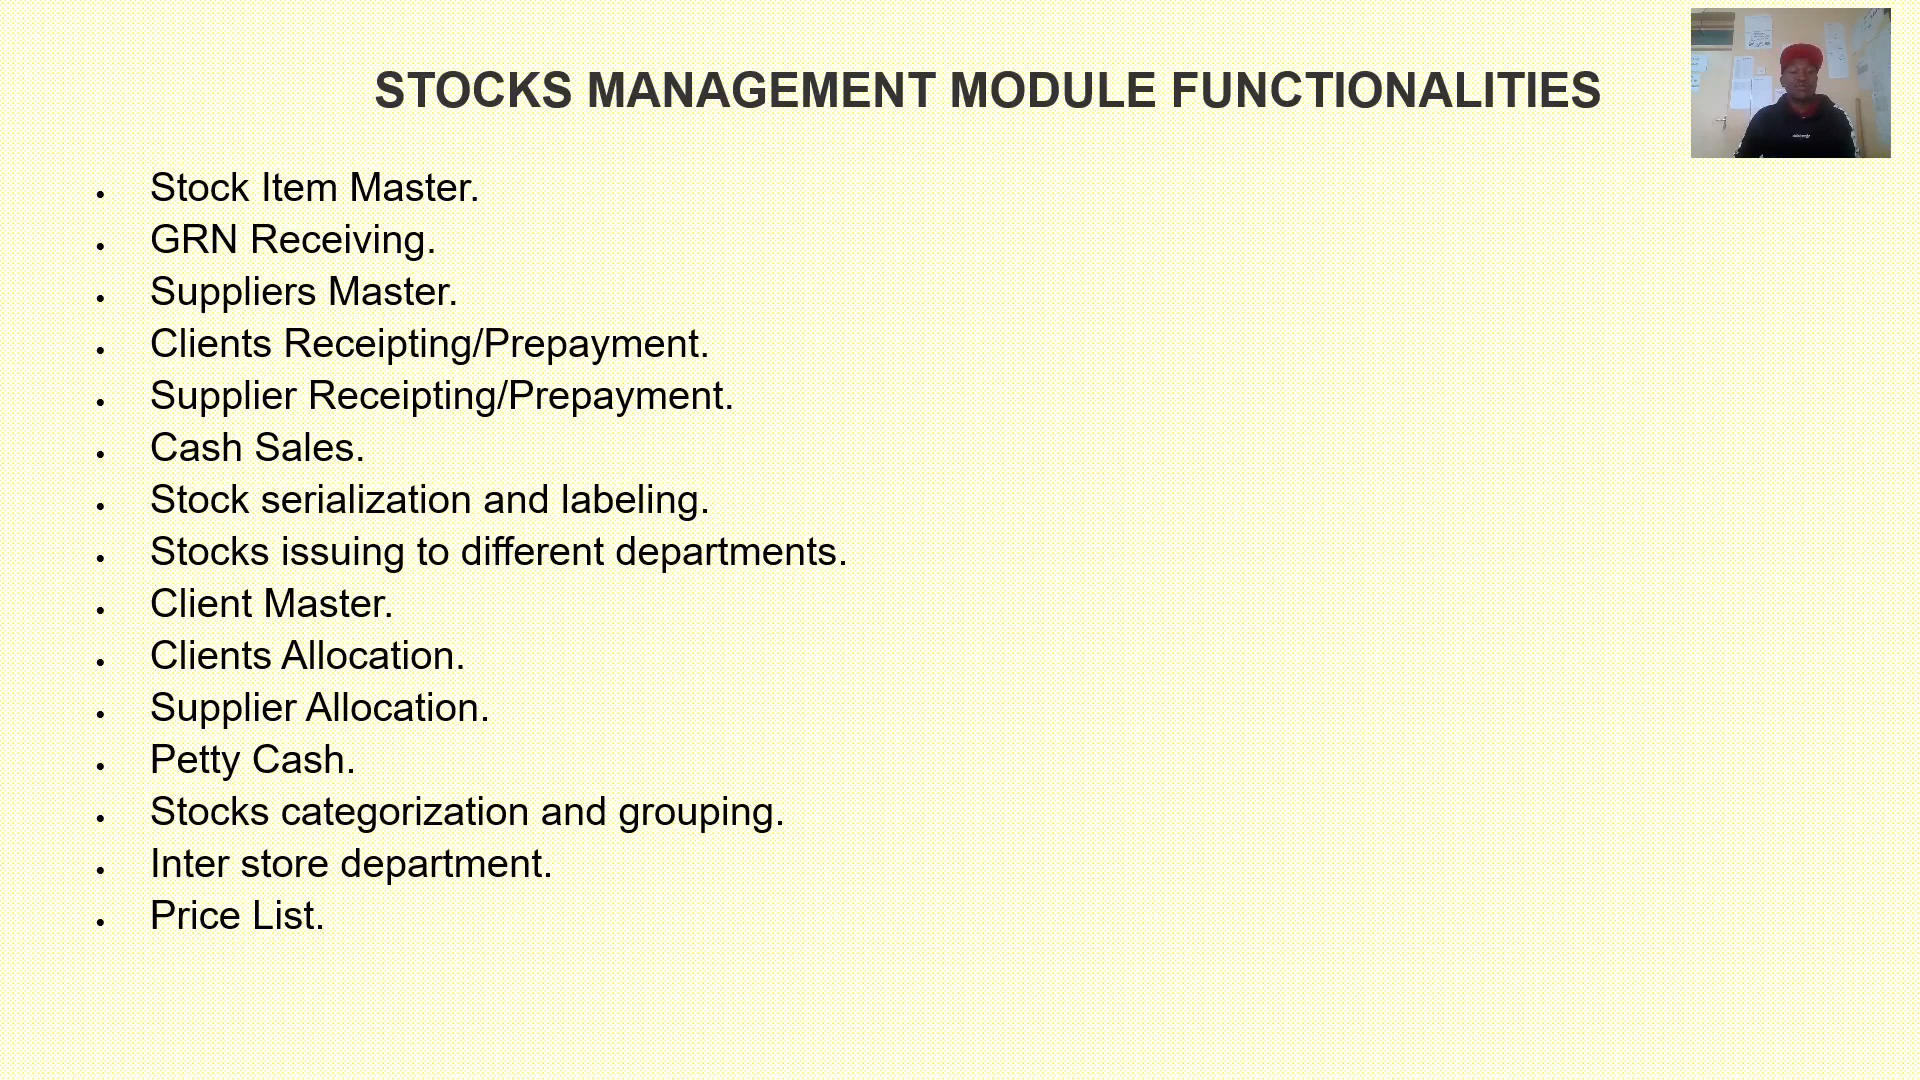 STOCKS MANAGEMENT MODULE FUNCTIONALITIES
• Stock Item Master.
• GRN Receiving.
• Suppliers Master.
• Clients Receipting/Prepayment.
• Supplier Receipting/Prepayment.
• Cash Sales.
• Stock serialization and labeling.
• Stocks issuing to different departments.
• Client Master.
• Clients Allocation.
• Supplier Allocation.
• Petty Cash.
• Stocks categorization and grouping.
• Inter store department.
• Price List.